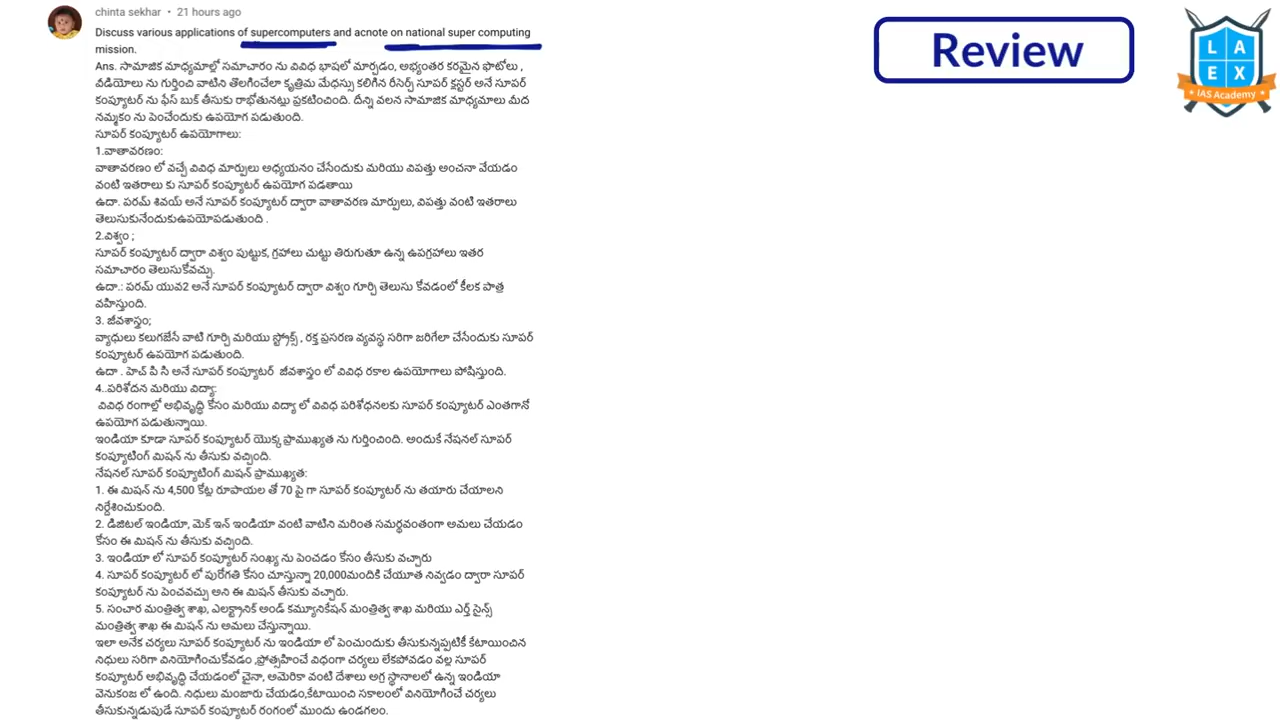 chinta sekhar • 21 hours ago
Discuss various applications of supercomputers and acnote on national super computing
mission.
Ans. సామాజిక మాధ్యమాల్లో సమాచారం ను వివిధ భాషలో మార్చడం, అభ్యంతర కరమైన ఫొటోలు ,
వీడియోలు ను గుర్తించి వాటిని తొలగించేలా కృత్రిమ మేధస్సు కలిగిన రీసెర్చ్ సూపర్ క్లస్టర్ అనే సూపర్
కంప్యూటర్ ను ఫేస్ బుక్ తీసుకు రాభోతునట్లు ప్రకటించింది. దీన్ని వలన సామాజిక మాధ్యమాలు మీద
నమ్మకం ను పెంచేందుకు ఉపయోగ పడుతుంది.
సూపర్ కంప్యూటర్ ఉపయోగాలు:
1.వాతావరణం:
వాతావరణం లో వచ్చే వివిధ మార్పులు అధ్యయనం చేసేందుకు మరియు విపత్తు అంచనా వేయడం
వంటి ఇతరాలు కు సూపర్ కంప్యూటర్ ఉపయోగ పడతాయి
ఉదా. పరమ్ శివయ్ అనే సూపర్ కంప్యూటర్ ద్వారా వాతావరణ మార్పులు, విపత్తు వంటి ఇతరాలు
తెలుసుకునేందుకుఉపయోపడుతుంది .
2.విశ్వం ;
సూపర్ కంప్యూటర్ ద్వారా విశ్వం పుట్టుక, గ్రహాలు చుట్టు తిరుగుతూ ఉన్న ఉపగ్రహాలు ఇతర
సమాచారం తెలుసుకోవచ్చు.
ఉదా.: పరమ్ యువ2 అనే సూపర్ కంప్యూటర్ ద్వారా విశ్వం గూర్చి తెలుసు కోవడంలో కీలక పాత్ర
వహిస్తుంది.
3. జీవశాస్త్రం;
వ్యాధులు కలుగజేసే వాటి గూర్చి మరియు స్ట్రోక్స్ , రక్త ప్రసరణ వ్యవస్థ సరిగా జరిగేలా చేసేందుకు సూపర్
కంప్యూటర్ ఉపయోగ పడుతుంది.
ఉదా . హెచ్ పి సి అనే సూపర్ కంప్యూటర్ జీవశాస్త్రం లో వివిధ రకాల ఉపయోగాలు పోషిస్తుంది.
4..పరిశోదన మరియు విద్యా:
వివిధ రంగాల్లో అభివృద్ధి కోసం మరియు విద్యా లో వివిధ పరిశోధనలకు సూపర్ కంప్యూటర్ ఎంతగానో
ఉపయోగ పడుతున్నాయి.
ఇండియా కూడా సూపర్ కంప్యూటర్ యొక్క ప్రాముఖ్యత ను గుర్తించింది. అందుకే నేషనల్ సూపర్
కంప్యూటింగ్ మిషన్ ను తీసుకు వచ్చింది.
నేషనల్ సూపర్ కంప్యూటింగ్ మిషన్ ప్రాముఖ్యత:
1. ఈ మిషన్ ను 4,500 కోట్ల రూపాయల తో 70 పై గా సూపర్ కంప్యూటర్ ను తయారు చేయాలని
నిర్దేశించుకుంది.
2. డిజిటల్ ఇండియా, మెక్ ఇన్ ఇండియా వంటి వాటిని మరింత సమర్థవంతంగా అమలు చేయడం
కోసం ఈ మిషన్ ను తీసుకు వచ్చింది.
3. ఇండియా లో సూపర్ కంప్యూటర్ సంఖ్య ను పెంచడం కోసం తీసుకు వచ్చారు
4. సూపర్ కంప్యూటర్ లో పురోగతి కోసం చూస్తున్నా 20,000మందికి చేయూత నివ్వడం ద్వారా సూపర్
కంప్యూటర్ ను పెంచవచ్చు అని ఈ మిషన్ తీసుకు వచ్చారు.
5. సంచార మంత్రిత్వ శాఖ, ఎలక్ట్రానిక్ అండ్ కమ్యూనికేషన్ మంత్రిత్వ శాఖ మరియు ఎర్త్ సైన్స్
మంత్రిత్వ శాఖ ఈ మిషన్ ను అమలు చేస్తున్నాయి.
ఇలా అనేక చర్యలు సూపర్ కంప్యూటర్ ను ఇండియా లో పెంచుందుకు తీసుకున్నప్పటికీ కేటాయించిన
నిధులు సరిగా వినియోగించుకోవడం ,ప్రోత్సహించే విధంగా చర్యలు లేకపోవడం వల్ల సూపర్
కంప్యూటర్ అభివృద్ధి చేయడంలో చైనా, అమెరికా వంటి దేశాలు అగ్ర స్థానాలలో ఉన్న ఇండియా
వెనుకంజ లో ఉంది. నిధులు మంజూరు చేయడం,కేటాయించి సకాలంలో వినియోగించే చర్యలు
తీసుకున్నడుపుడే సూపర్ కంప్యూటర్ రంగంలో ముందు ఉండగలం.
Review
L A
E X
IAS Academy